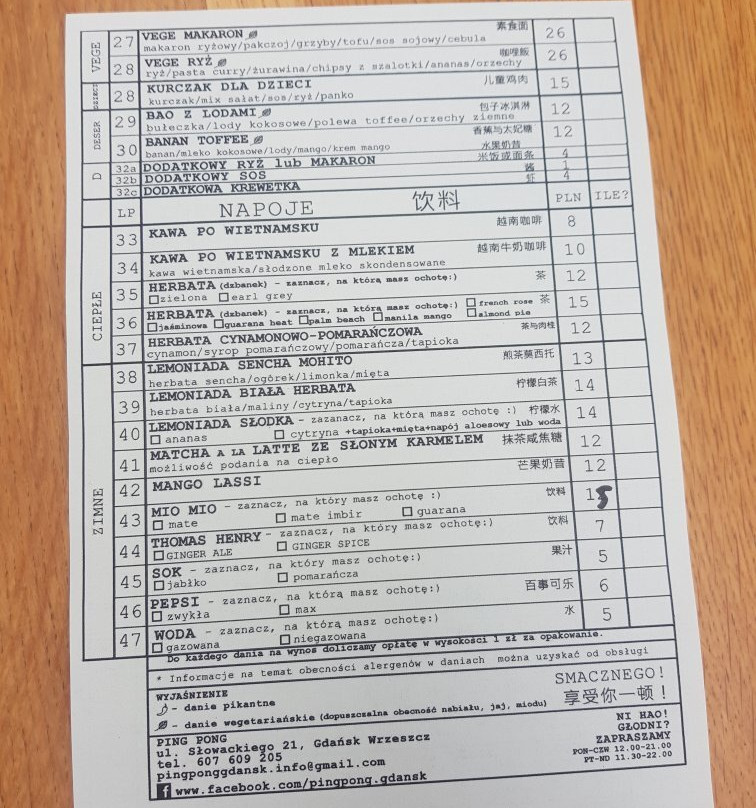 VEGE
27 VEGE MAKARON 素食面 26
makaron ryżowy/pakczoj/grzyby/tofu/sos sojowy/cebula
28 VEGE RYŻ 咖喱飯 26
ryż/pasta curry/żurawina/chipsy z szalotki/ananas/orzechy
28 KURCZAK DLA DZIECI 儿童鸡肉 15
kurczak/mix sałat/sos/ryż/panko
DESER
29 BAO Z LODAMI 包子冰淇淋 12
bułeczka/lody kokosowe/polewa toffee/orzechy ziemne
30 BANAN TOFFEE 香蕉与太妃糖 12
banan/mleko kokosowe/lody/mango/krem mango 水果奶昔
D
32a DODATKOWY RYŻ lub MAKARON 米饭或面条 4
32b DODATKOWY SOS 酱 1
32c DODATKOWA KREWETKA 虾 4
LP NAPOJE 饮料 PLN ILE?
CIEPŁE
33 KAWA PO WIETNAMSKU 越南咖啡 8
34 KAWA PO WIETNAMSKU Z MLEKIEM 越南牛奶咖啡 10
kawa wietnamska/słodzone mleko skondensowane
35 HERBATA (dzbanek) - zaznacz, na którą masz ochotę:) 茶 12
zielona earl grey
36 HERBATA (dzbanek) - zaznacz, na którą masz ochotę:) french rose 茶 15
jaśminowa guarana heat palm beach manila mango almond pie
37 HERBATA CYNAMONOWO-POMARAŃCZOWA 茶与肉桂 12
cynamon/syrop pomarańczowy/pomarańcza/tapioka
ZIMNE
38 LEMONIADA SENCHA MOHITO 煎茶莫西托 13
herbata sencha/ogórek/limonka/mięta
39 LEMONIADA BIAŁA HERBATA 柠檬白茶 14
herbata biała/maliny/cytryna/tapioka
40 LEMONIADA SŁODKA - zazanacz, na którą masz ochotę :) 柠檬水 14
ananas cytryna +tapioka+mięta+napój aloesowy lub woda
41 MATCHA A LA LATTE ZE SŁONYM KARMELEM 抹茶咸焦糖 12
możliwość podania na ciepło
42 MANGO LASSI 芒果奶昔 12
43 MIO MIO - zaznacz, na który masz ochotę :) 饮料 15
mate mate imbir guarana
44 THOMAS HENRY - zaznacz, na który masz ochotę:) 饮料 7
GINGER ALE GINGER SPICE
45 SOK - zaznacz, na który masz ochotę:) 果汁 5
jabłko pomarańcza
46 PEPSI - zaznacz, na którą masz ochotę:) 百事可乐 6
zwykła max
47 WODA - zaznacz, na którą masz ochotę:) 水 5
gazowana niegazowana
Do każdego dania na wynos doliczamy opłatę w wysokości 1 zł za opakowanie.
* Informacje na temat obecności alergenów w daniach można uzyskać od obsługi
WYJAŚNIENIE
- danie pikantne
- danie wegetariańskie (dopuszczalna obecność nabiału, jaj, miodu)
SMACZNEGO!
享受你一顿！
PING PONG
ul. Słowackiego 21, Gdańsk Wrzeszcz
tel. 607 609 205
pingponggdansk.info@gmail.com
f www.facebook.com/pingpong.gdansk
NI HAO!
GŁODNI?
ZAPRASZAMY
PON-CZW 12.00-21.00
PT-ND 11.30-22.00